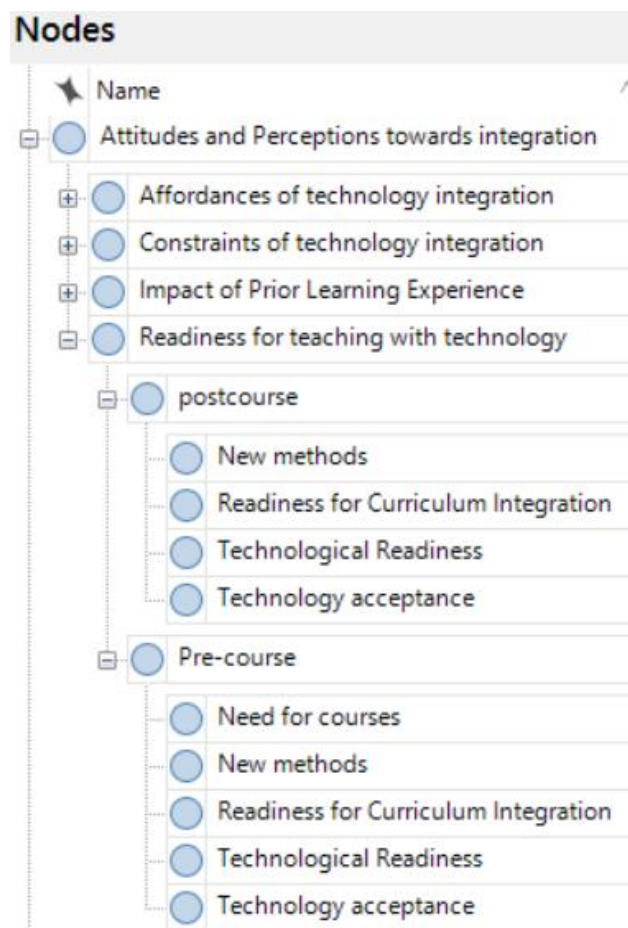 Nodes
Name
Attitudes and Perceptions towards integration
Affordances of technology integration
Constraints of technology integration
Impact of Prior Learning Experience
Readiness for teaching with technology
postcourse
New methods
Readiness for Curriculum Integration
Technological Readiness
Technology acceptance
Pre-course
Need for courses
New methods
Readiness for Curriculum Integration
Technological Readiness
Technology acceptance